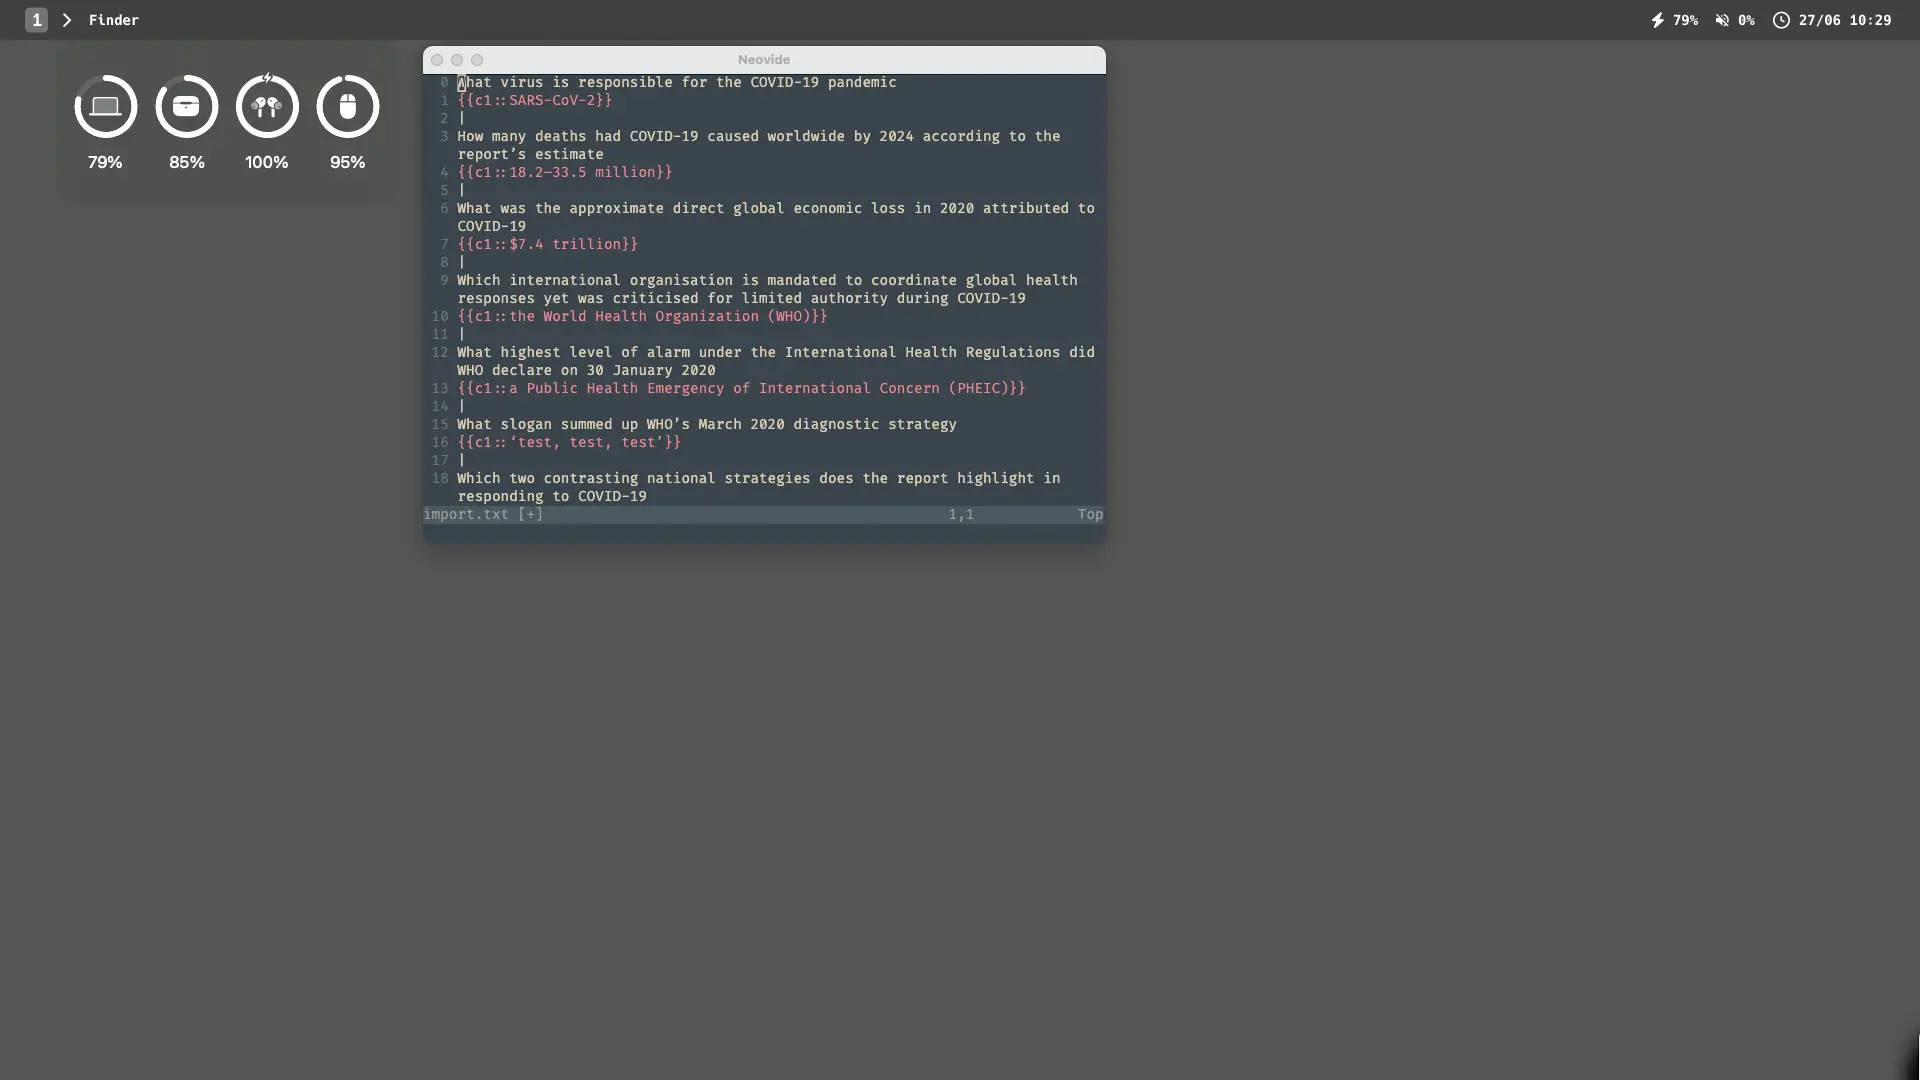 1 > Finder
79% 0% 27/06 10:29
79% 85% 100% 95%
Neovide
0 What virus is responsible for the COVID-19 pandemic
1 {{c1::SARS-CoV-2}}
2 |
3 How many deaths had COVID-19 caused worldwide by 2024 according to the
report’s estimate
4 {{c1::18.2–33.5 million}}
5 |
6 What was the approximate direct global economic loss in 2020 attributed to
COVID-19
7 {{c1::$7.4 trillion}}
8 |
9 Which international organisation is mandated to coordinate global health
responses yet was criticised for limited authority during COVID-19
10 {{c1::the World Health Organization (WHO)}}
11 |
12 What highest level of alarm under the International Health Regulations did
WHO declare on 30 January 2020
13 {{c1::a Public Health Emergency of International Concern (PHEIC)}}
14 |
15 What slogan summed up WHO’s March 2020 diagnostic strategy
16 {{c1::‘test, test, test’}}
17 |
18 Which two contrasting national strategies does the report highlight in
responding to COVID-19
import.txt [+] 1,1 Top